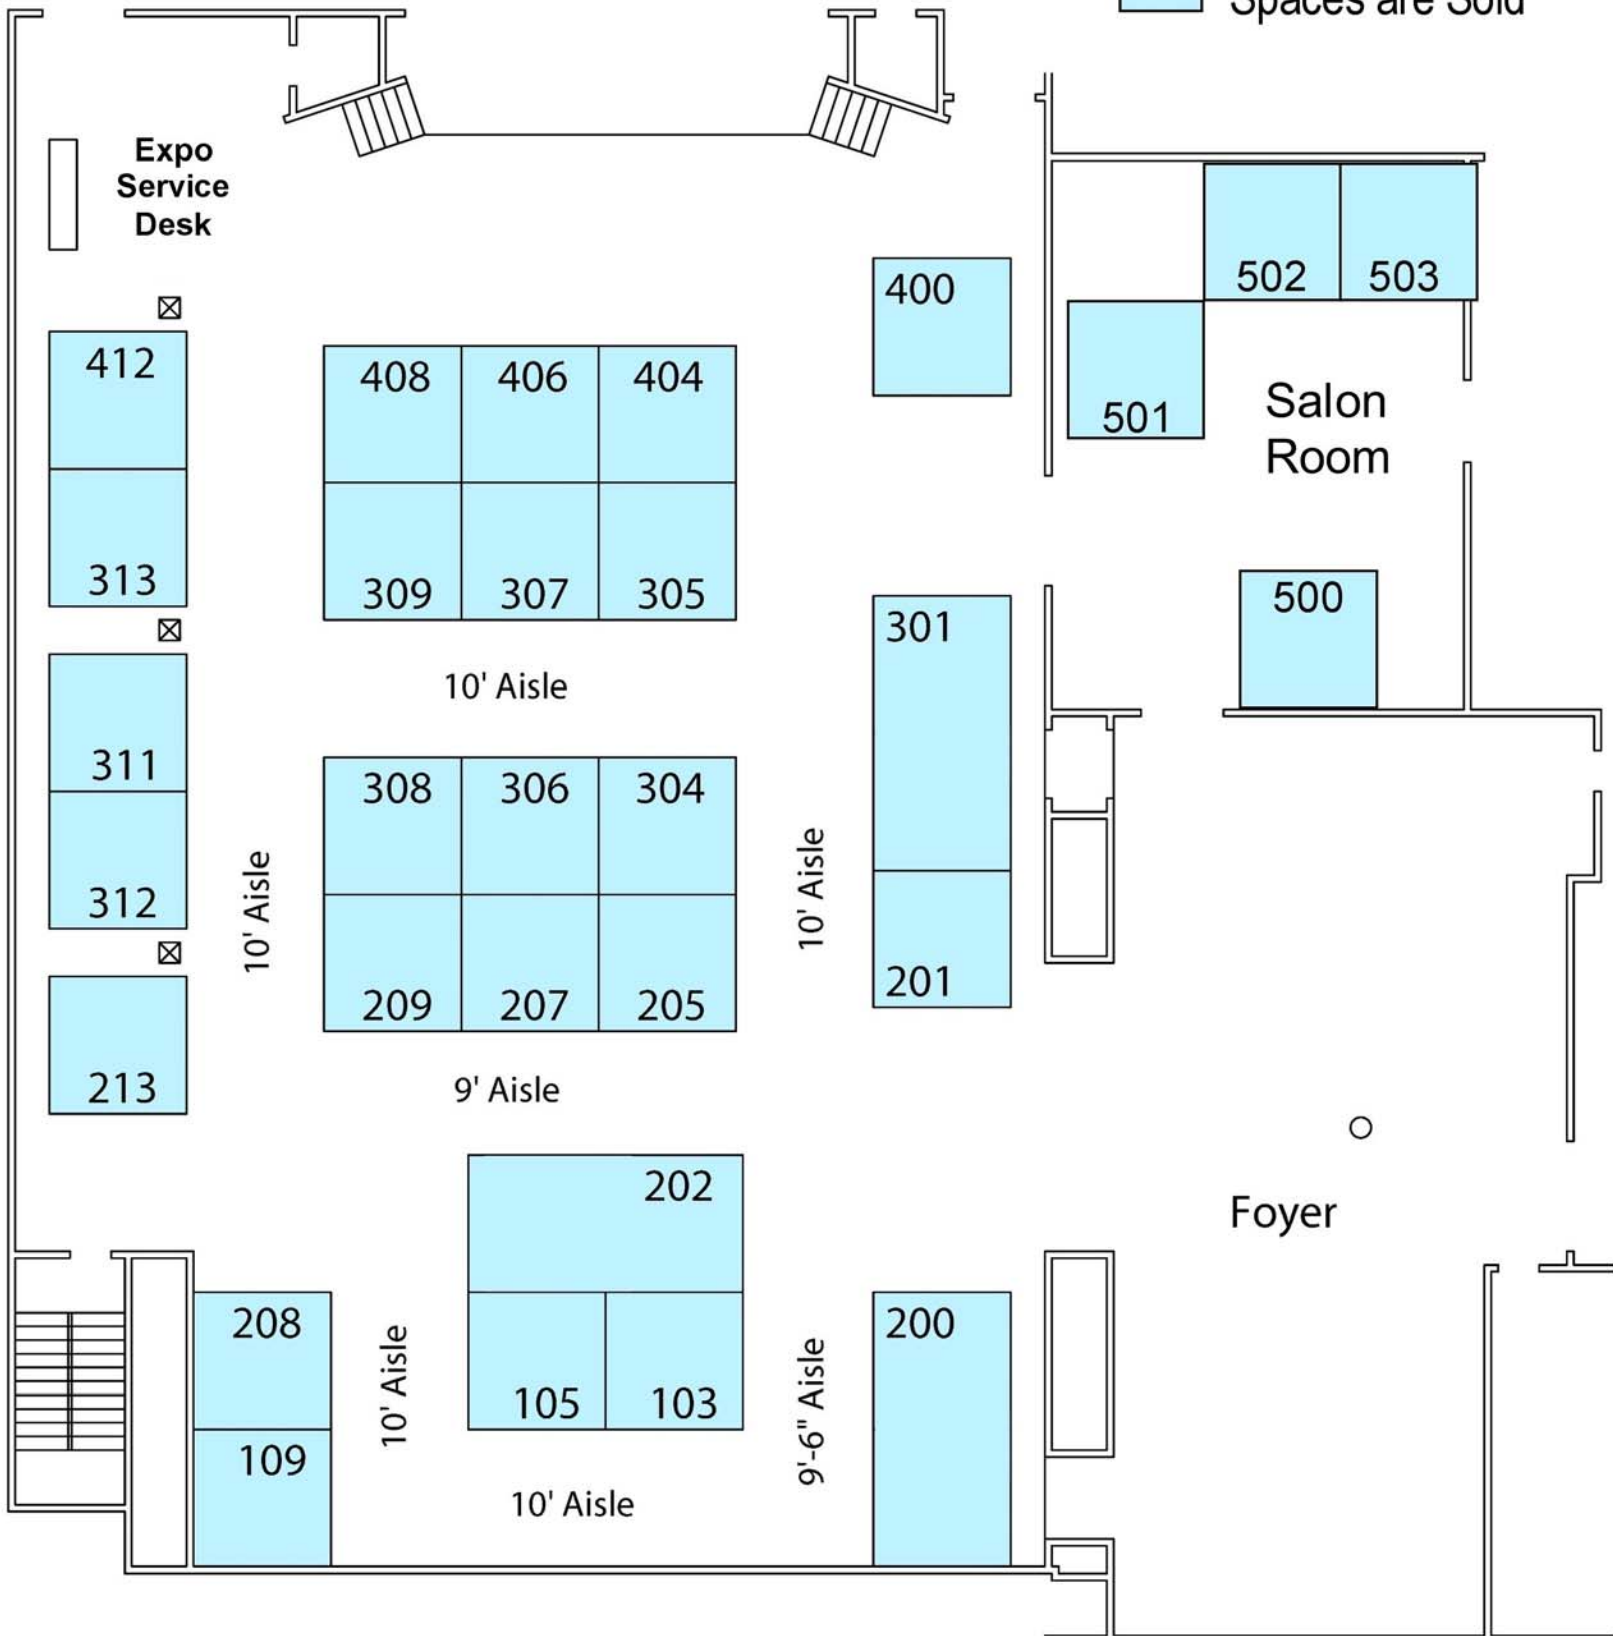 Spaces are Sold
Expo
Service
Desk
502
503
400
412
408
406
404
501
Salon
Room
313
309
307
305
500
301
10' Aisle
311
308
306
304
312
10' Aisle
10' Aisle
209
207
205
201
213
9' Aisle
202
Foyer
208
200
105
103
10' Aisle
9'-6" Aisle
109
10' Aisle